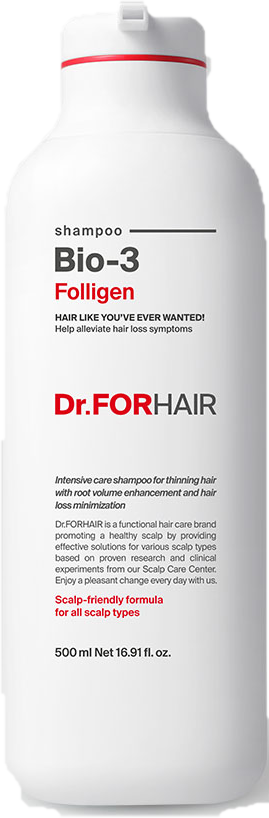 shampoo
Bio-3
Folligen
HAIR LIKE YOU'VE EVER WANTED!
Help alleviate hair loss symptoms
Dr.FORHAIR
Intensive care shampoo for thinning hair
with root volume enhancement and hair
loss minimization
Dr.FORHAIR is a functional hair care brand
promoting a healthy scalp by providing
effective solutions for various scalp types
based on proven research and clinical
experiments from our Scalp Care Center.
Enjoy a pleasant change every day with us.
Scalp-friendly formula
for all scalp types
500 ml Net 16.91 fl. oz.